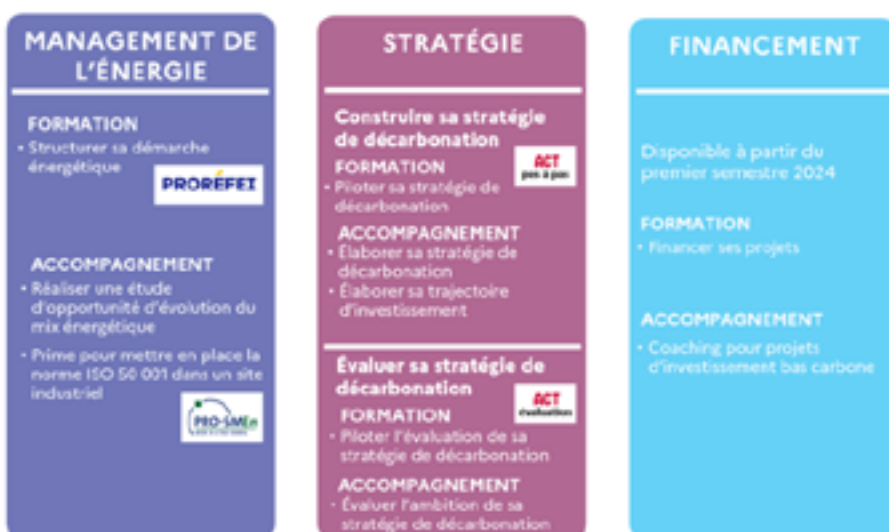 MANAGEMENT DE
L'ÉNERGIE
FORMATION
• Structurer sa démarche
énergétique
PROREFEI
ACCOMPAGNEMENT
• Réaliser une étude
d'opportunité d'évolution du
mix énergétique
• Prime pour mettre en place la
norme ISO 50 001 dans un site
industriel
PRO-SMEn
STRATÉGIE
Construire sa stratégie
de décarbonation
ACT
pas à pas
FORMATION
• Piloter sa stratégie de
décarbonation
ACCOMPAGNEMENT
• Élaborer sa stratégie de
décarbonation
• Élaborer sa trajectoire
d'investissement
Évaluer sa stratégie de
décarbonation
ACT
évaluation
FORMATION
• Piloter l'évaluation de sa
stratégie de décarbonation
ACCOMPAGNEMENT
• Évaluer l'ambition de sa
stratégie de décarbonation
FINANCEMENT
Disponible à partir du
premier semestre 2024
FORMATION
• Financer ses projets
ACCOMPAGNEMENT
• Coaching pour projets
d'investissement bas carbone